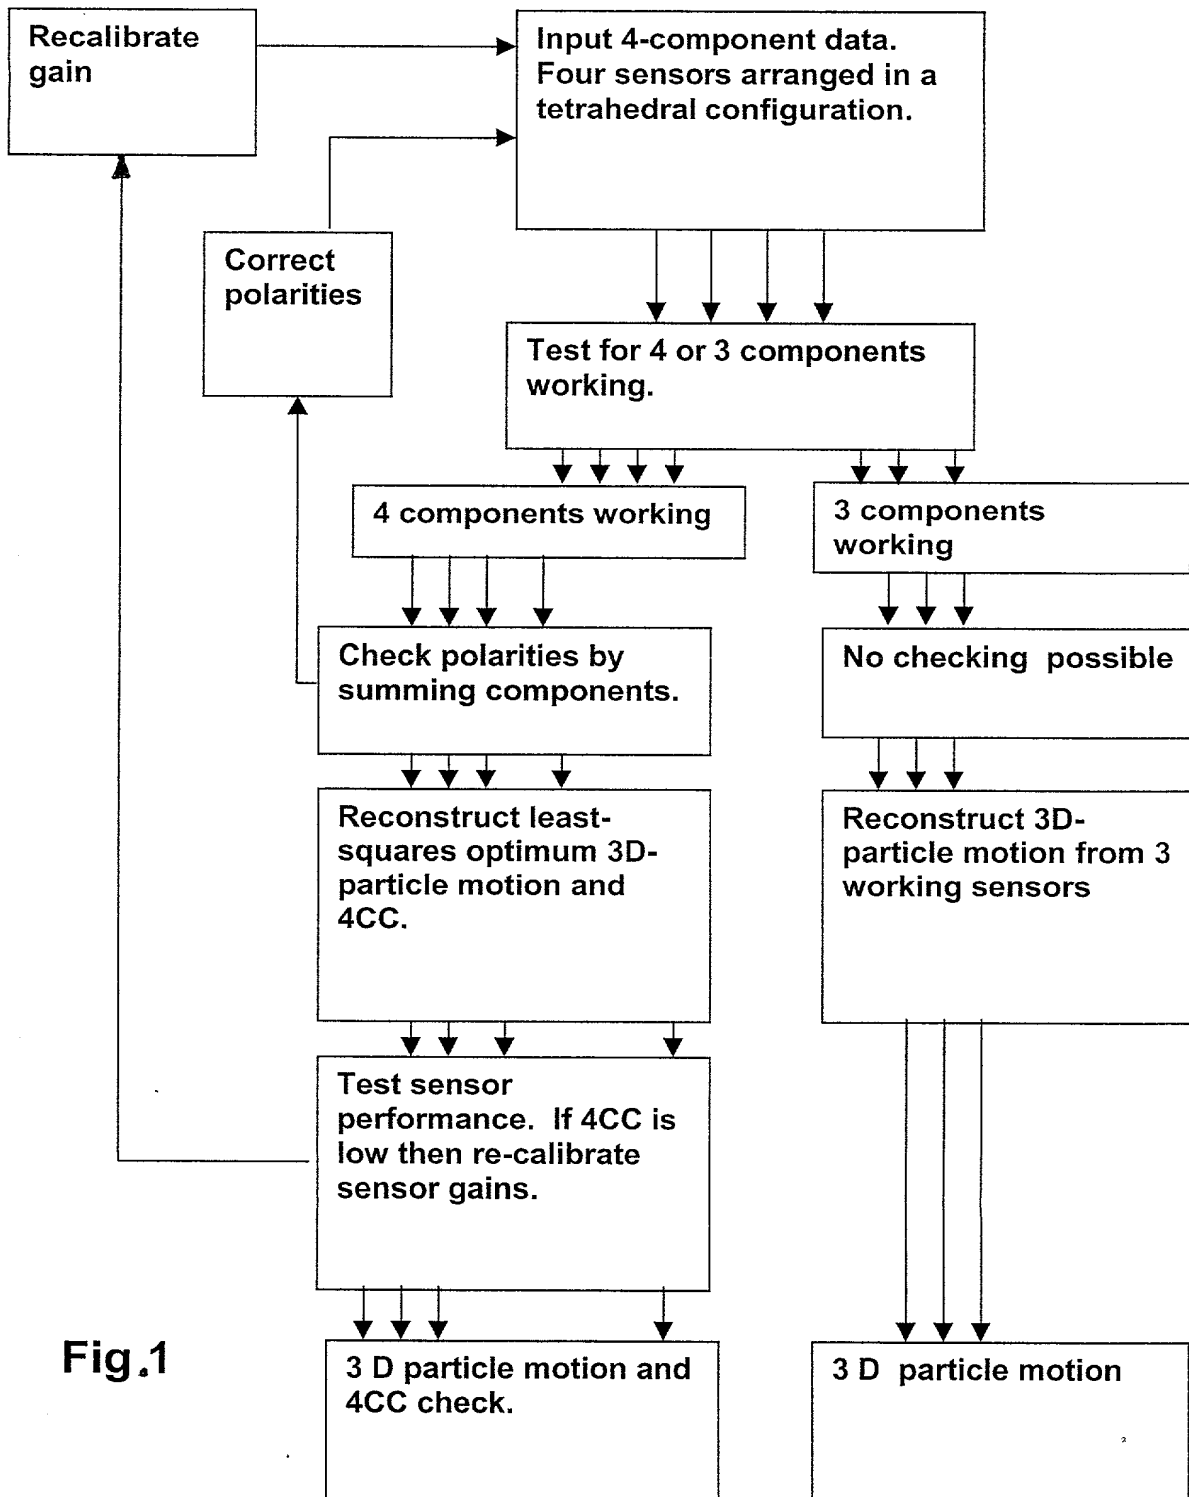 Recalibrate
gain
Input 4-component data.
Four sensors arranged in a
tetrahedral configuration.
Correct
polarities
Test for 4 or 3 components
working.
4 components working
3 components
working
Check polarities by
summing components.
No checking possible
Reconstruct least-
squares optimum 3D-
particle motion and
4CC.
Reconstruct 3D-
particle motion from 3
working sensors
Test sensor
performance. If 4CC is
low then re-calibrate
sensor gains.
Fig.1
3 D particle motion and
4CC check.
3 D particle motion